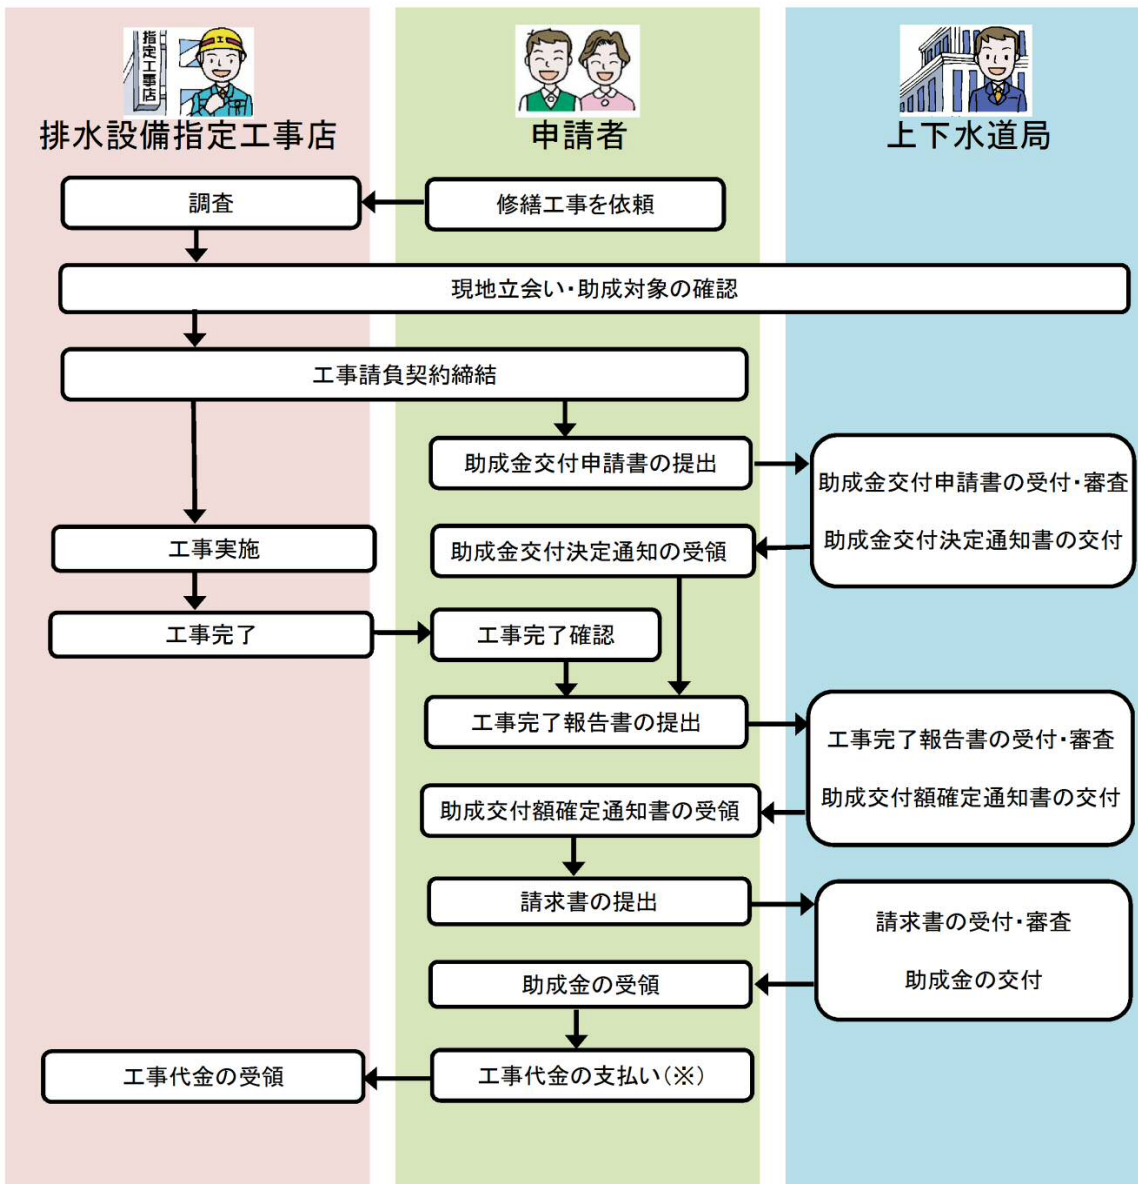 指定工事店
工
排水設備指定工事店
申請者
上下水道局
調査
修繕工事を依頼
現地立会い・助成対象の確認
工事請負契約締結
助成金交付申請書の提出
助成金交付申請書の受付・審査
助成金交付決定通知書の交付
工事実施
助成金交付決定通知の受領
工事完了
工事完了確認
工事完了報告書の提出
工事完了報告書の受付・審査
助成交付額確定通知書の交付
助成交付額確定通知書の受領
請求書の提出
請求書の受付・審査
助成金の交付
助成金の受領
工事代金の受領
工事代金の支払い(※)